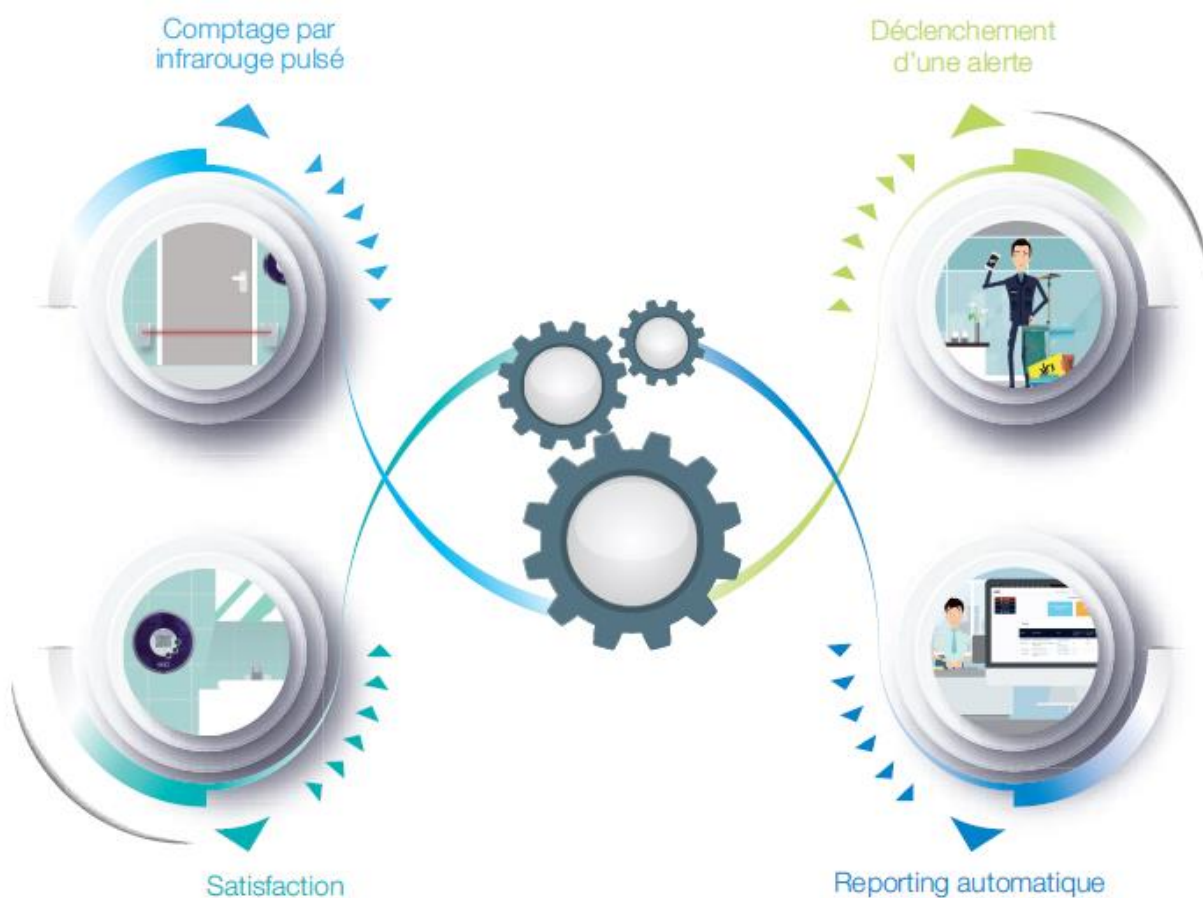 Comptage par
infrarouge pulsé
Déclenchement
d'une alerte
Satisfaction
Reporting automatique